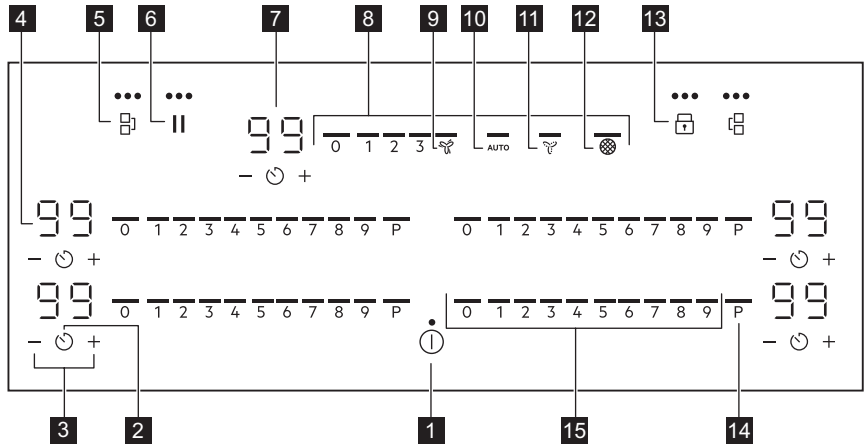 4 5 6 7 8 9 10 11 12 13
99 0 1 2 3 AUTO
− +
99 0 1 2 3 4 5 6 7 8 9 P 0 1 2 3 4 5 6 7 8 9 P 99
− + − +
99 0 1 2 3 4 5 6 7 8 9 P 0 1 2 3 4 5 6 7 8 9 P 99
− + − +
3 2 1 15 14